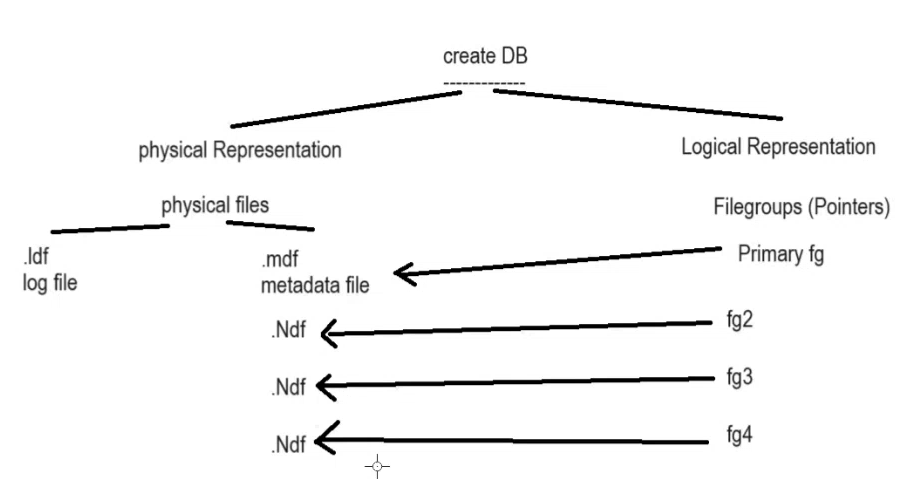 create DB
-------------
physical Representation
Logical Representation
physical files
Filegroups (Pointers)
.ldf
log file
.mdf
metadata file
Primary fg
.Ndf
fg2
.Ndf
fg3
.Ndf
fg4